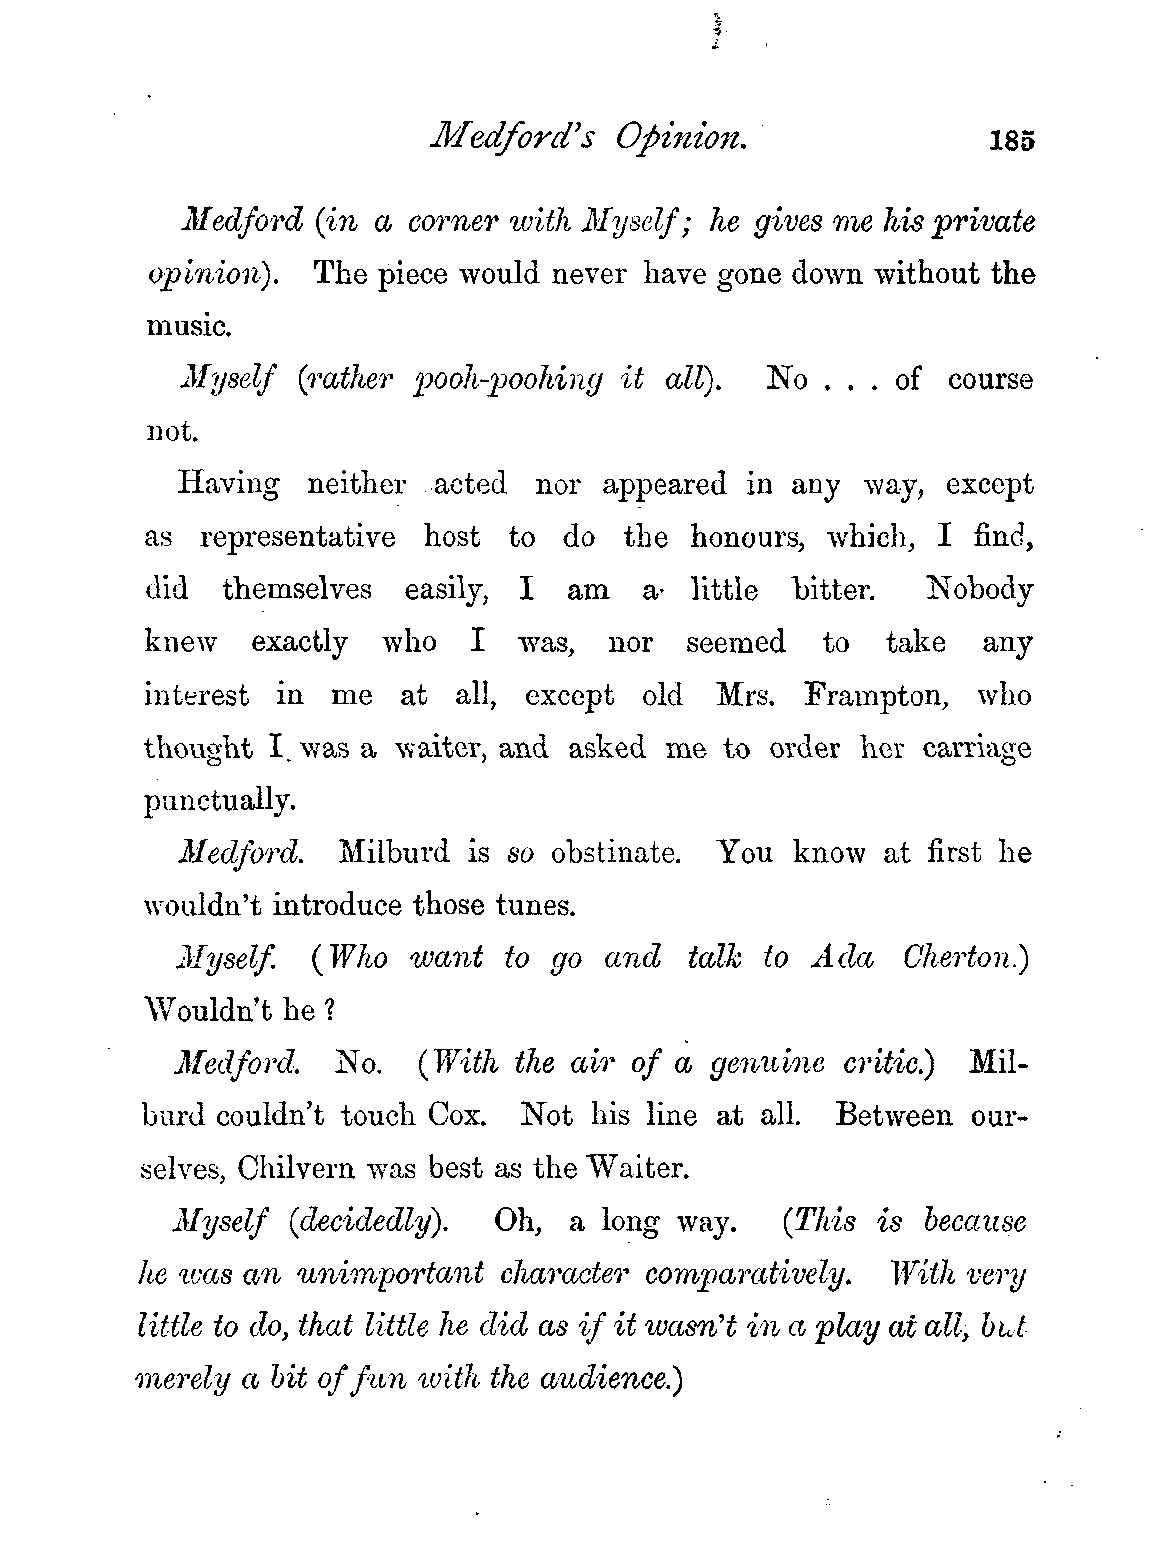 Medford's Opinion. 185
Medford (in a corner with Myself; he gives me his private
opinion). The piece would never have gone down without the
music.
Myself (rather pooh-poohing it all). No . . . of course
not.
Having neither acted nor appeared in any way, except
as representative host to do the honours, which, I find,
did themselves easily, I am a little bitter. Nobody
knew exactly who I was, nor seemed to take any
interest in me at all, except old Mrs. Frampton, who
thought I was a waiter, and asked me to order her carriage
punctually.
Medford. Milburd is so obstinate. You know at first he
wouldn't introduce those tunes.
Myself. (Who want to go and talk to Ada Cherton.)
Wouldn't he ?
Medford. No. (With the air of a genuine critic.) Mil-
burd couldn't touch Cox. Not his line at all. Between our-
selves, Chilvern was best as the Waiter.
Myself (decidedly). Oh, a long way. (This is because
he was an unimportant character comparatively. With very
little to do, that little he did as if it wasn't in a play at all, but
merely a bit of fun with the audience.)